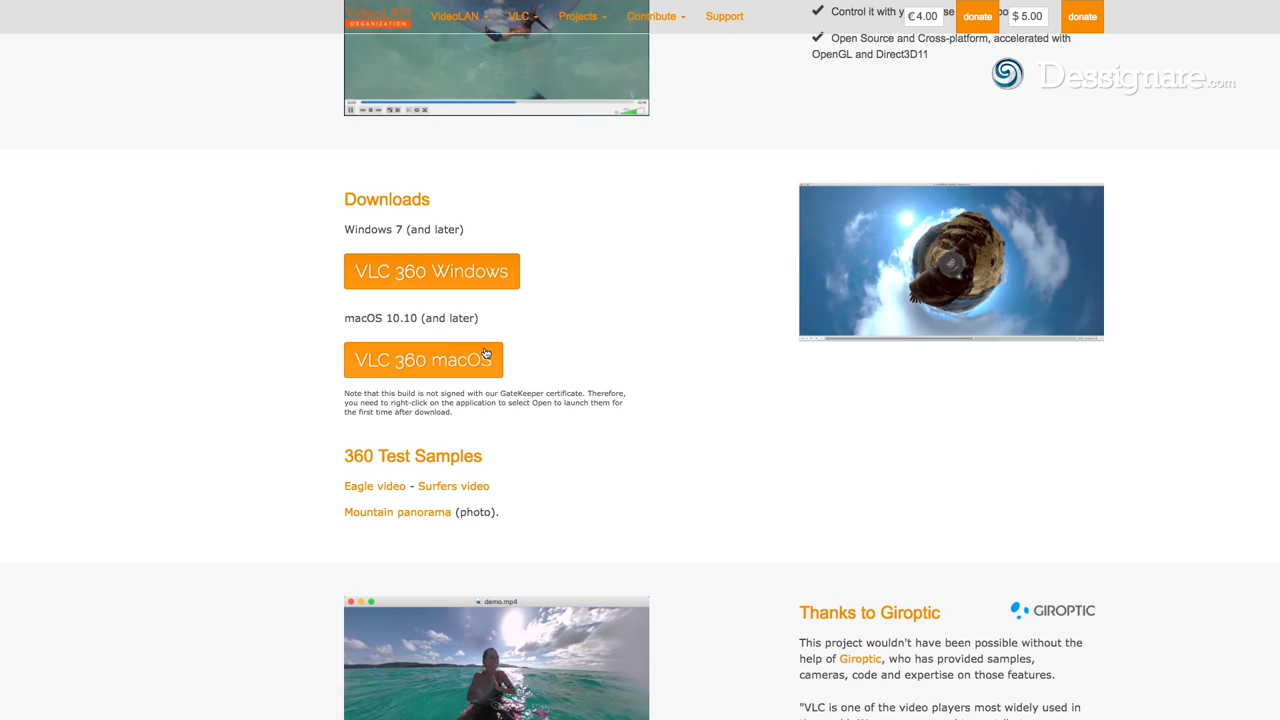 VideoLAN
ORGANIZATION
VideoLAN
VLC
Projects
Contribute
Support
€ 4.00
donate
$ 5.00
donate
Control it with y
Open Source and Cross-platform, accelerated with
OpenGL and Direct3D11
Dessignare.com
Downloads
Windows 7 (and later)
VLC 360 Windows
macOS 10.10 (and later)
VLC 360 macOS
Note that this build is not signed with our GateKeeper certificate. Therefore,
you need to right-click on the application to select Open to launch them for
the first time after download.
360 Test Samples
Eagle video - Surfers video
Mountain panorama (photo).
demo.mp4
Thanks to Giroptic
GIROPTIC
This project wouldn't have been possible without the
help of Giroptic, who has provided samples,
cameras, code and expertise on those features.
"VLC is one of the video players most widely used in